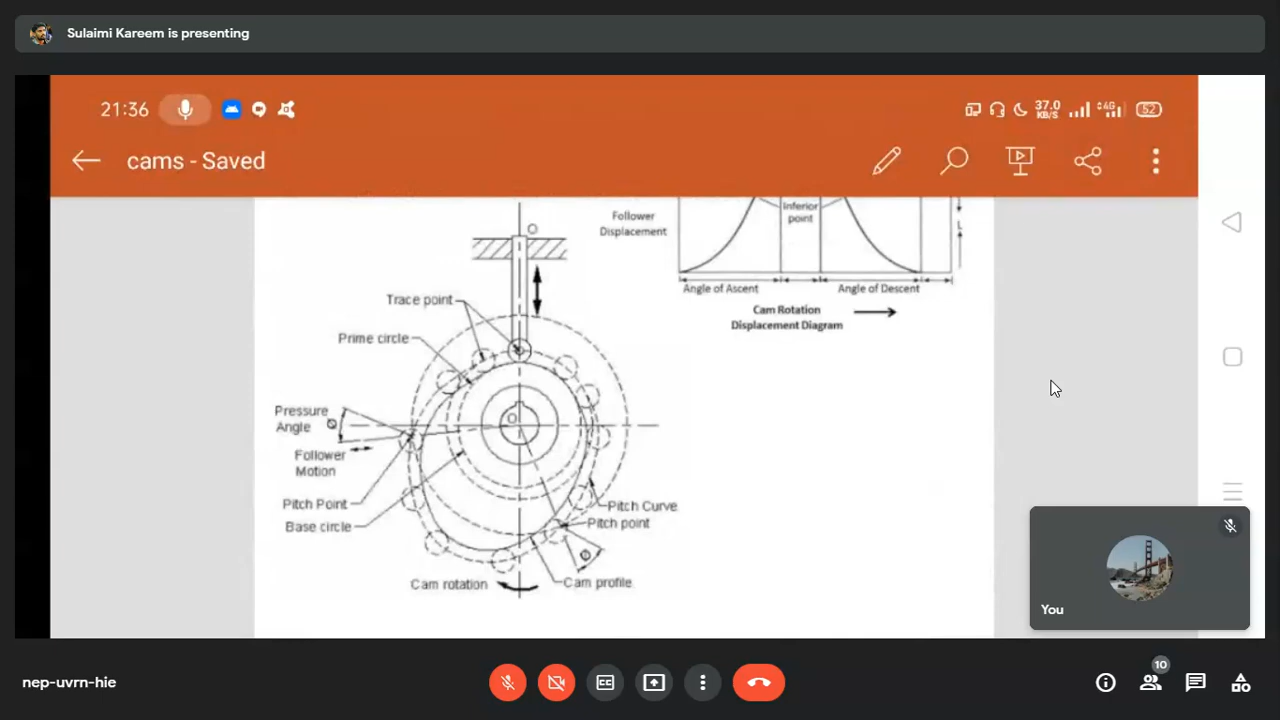 Sulaimi Kareem is presenting
21:36
37.0
KB/S
4G
52
cams - Saved
O
Trace point
Prime circle
Pressure
Angle
Ø
Follower
Motion
Pitch Point
Base circle
O
Pitch Curve
Pitch point
Ø
Cam rotation
Cam profile
Follower
Displacement
Inferior
point
L
Angle of Ascent
Angle of Descent
Cam Rotation
Displacement Diagram
You
nep-uvrn-hie
CC
10